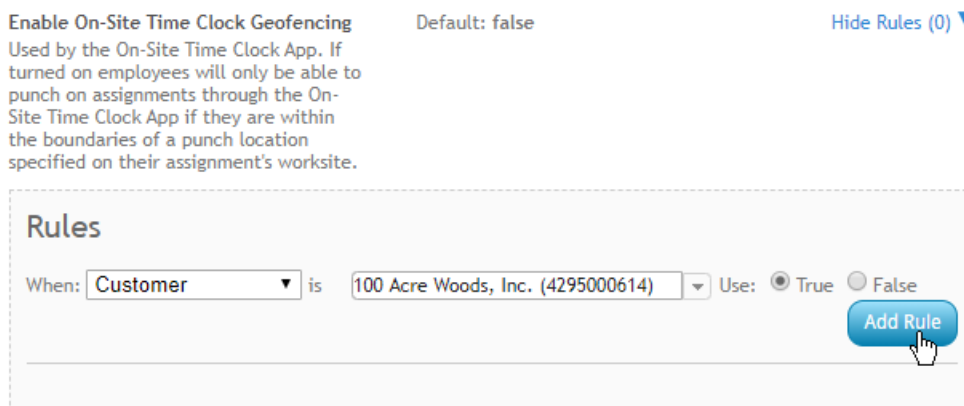 Enable On-Site Time Clock Geofencing Default: false Hide Rules (0)
Used by the On-Site Time Clock App. If
turned on employees will only be able to
punch on assignments through the On-
Site Time Clock App if they are within
the boundaries of a punch location
specified on their assignment's worksite.
Rules
When: Customer is 100 Acre Woods, Inc. (4295000614) Use: True False
Add Rule